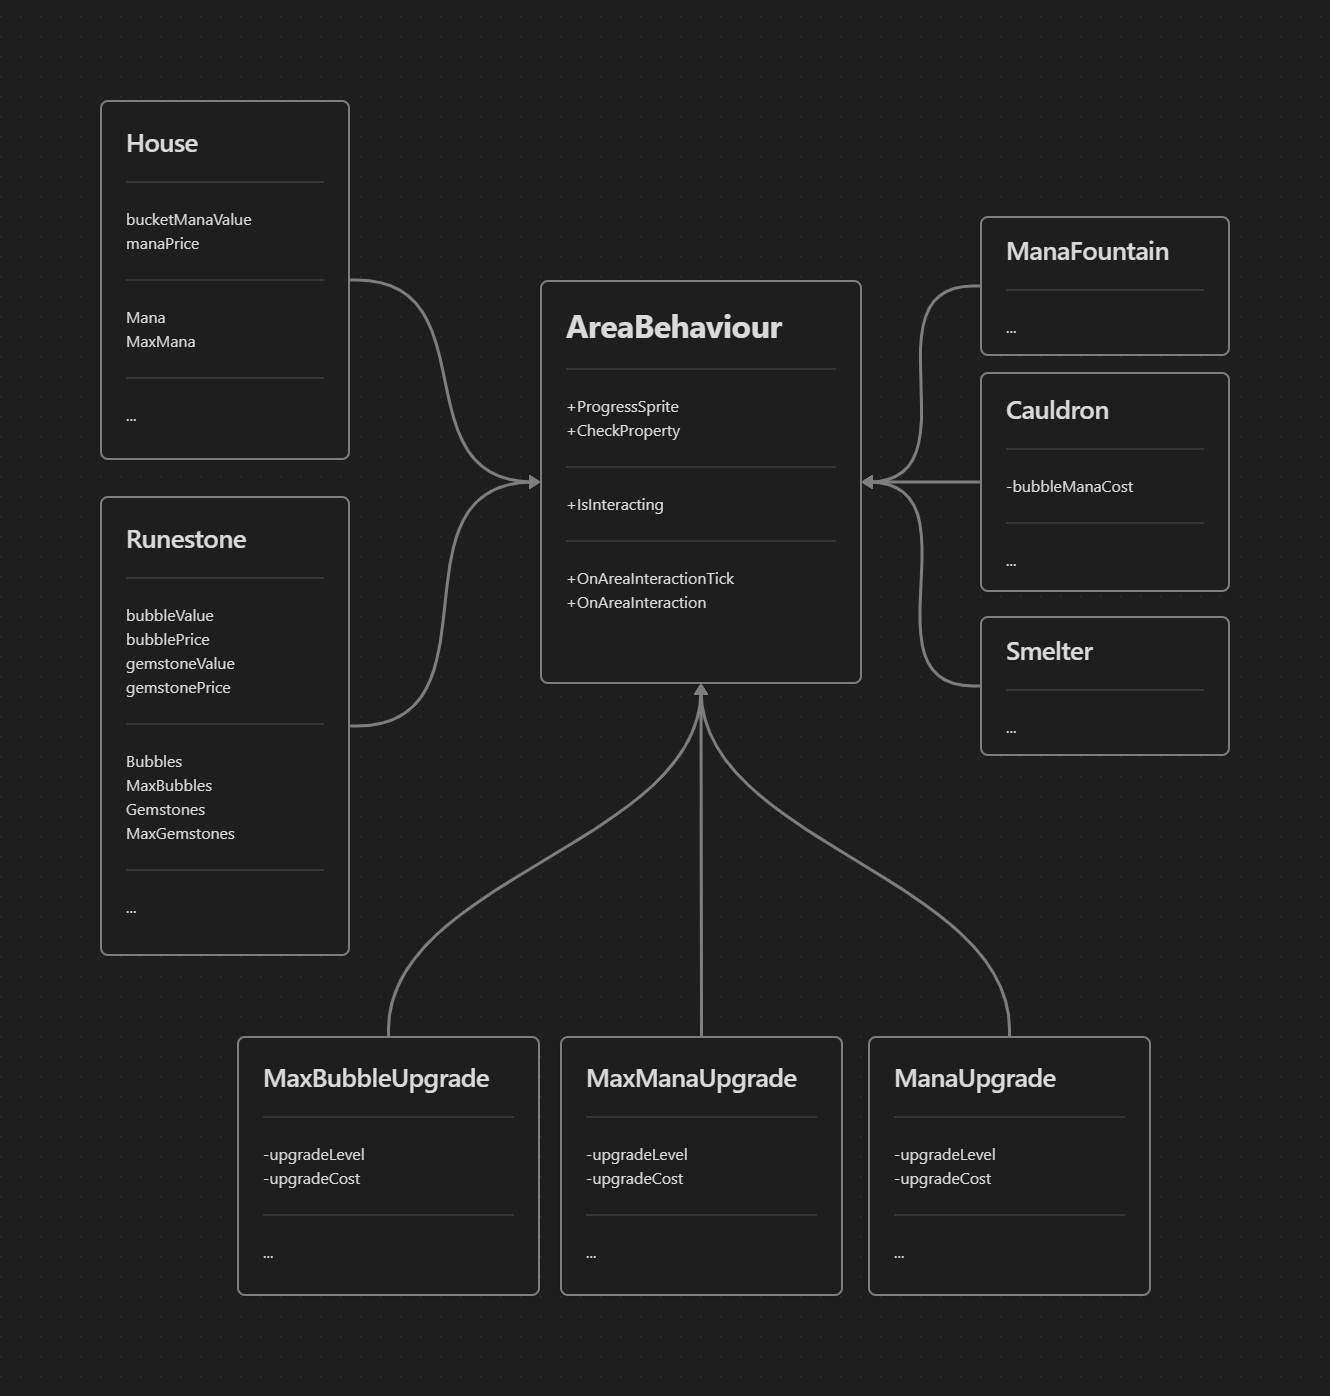 House
bucketManaValue
manaPrice
Mana
MaxMana
...
Runestone
bubbleValue
bubblePrice
gemstoneValue
gemstonePrice
Bubbles
MaxBubbles
Gemstones
MaxGemstones
...
AreaBehaviour
+ProgressSprite
+CheckProperty
+IsInteracting
+OnAreaInteractionTick
+OnAreaInteraction
ManaFountain
...
Cauldron
-bubbleManaCost
...
Smelter
...
MaxBubbleUpgrade
-upgradeLevel
-upgradeCost
...
MaxManaUpgrade
-upgradeLevel
-upgradeCost
...
ManaUpgrade
-upgradeLevel
-upgradeCost
...